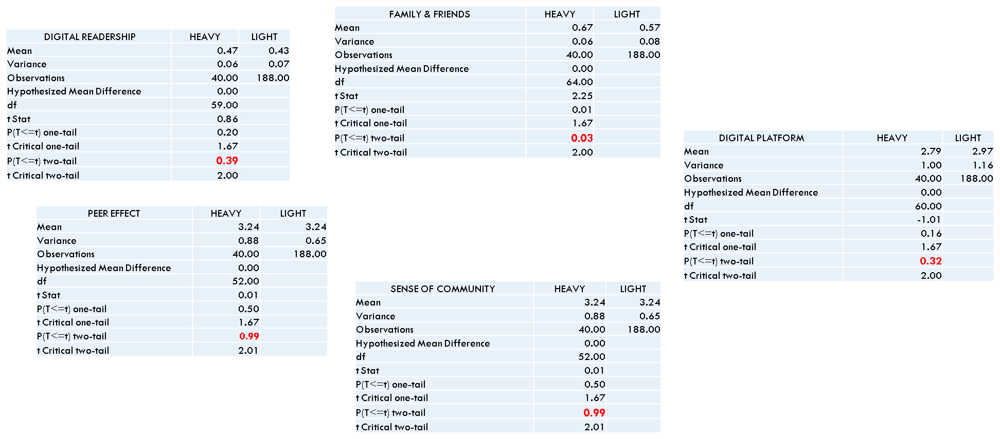 DIGITAL READERSHIP HEAVY LIGHT
Mean 0.47 0.43
Variance 0.06 0.07
Observations 40.00 188.00
Hypothesized Mean Difference 0.00
df 59.00
t Stat 0.86
P(T<=t) one-tail 0.20
t Critical one-tail 1.67
P(T<=t) two-tail 0.39
t Critical two-tail 2.00
FAMILY & FRIENDS HEAVY LIGHT
Mean 0.67 0.57
Variance 0.06 0.08
Observations 40.00 188.00
Hypothesized Mean Difference 0.00
df 64.00
t Stat 2.25
P(T<=t) one-tail 0.01
t Critical one-tail 1.67
P(T<=t) two-tail 0.03
t Critical two-tail 2.00
DIGITAL PLATFORM HEAVY LIGHT
Mean 2.79 2.97
Variance 1.00 1.16
Observations 40.00 188.00
Hypothesized Mean Difference 0.00
df 60.00
t Stat -1.01
P(T<=t) one-tail 0.16
t Critical one-tail 1.67
P(T<=t) two-tail 0.32
t Critical two-tail 2.00
PEER EFFECT HEAVY LIGHT
Mean 3.24 3.24
Variance 0.88 0.65
Observations 40.00 188.00
Hypothesized Mean Difference 0.00
df 52.00
t Stat 0.01
P(T<=t) one-tail 0.50
t Critical one-tail 1.67
P(T<=t) two-tail 0.99
t Critical two-tail 2.01
SENSE OF COMMUNITY HEAVY LIGHT
Mean 3.24 3.24
Variance 0.88 0.65
Observations 40.00 188.00
Hypothesized Mean Difference 0.00
df 52.00
t Stat 0.01
P(T<=t) one-tail 0.50
t Critical one-tail 1.67
P(T<=t) two-tail 0.99
t Critical two-tail 2.01